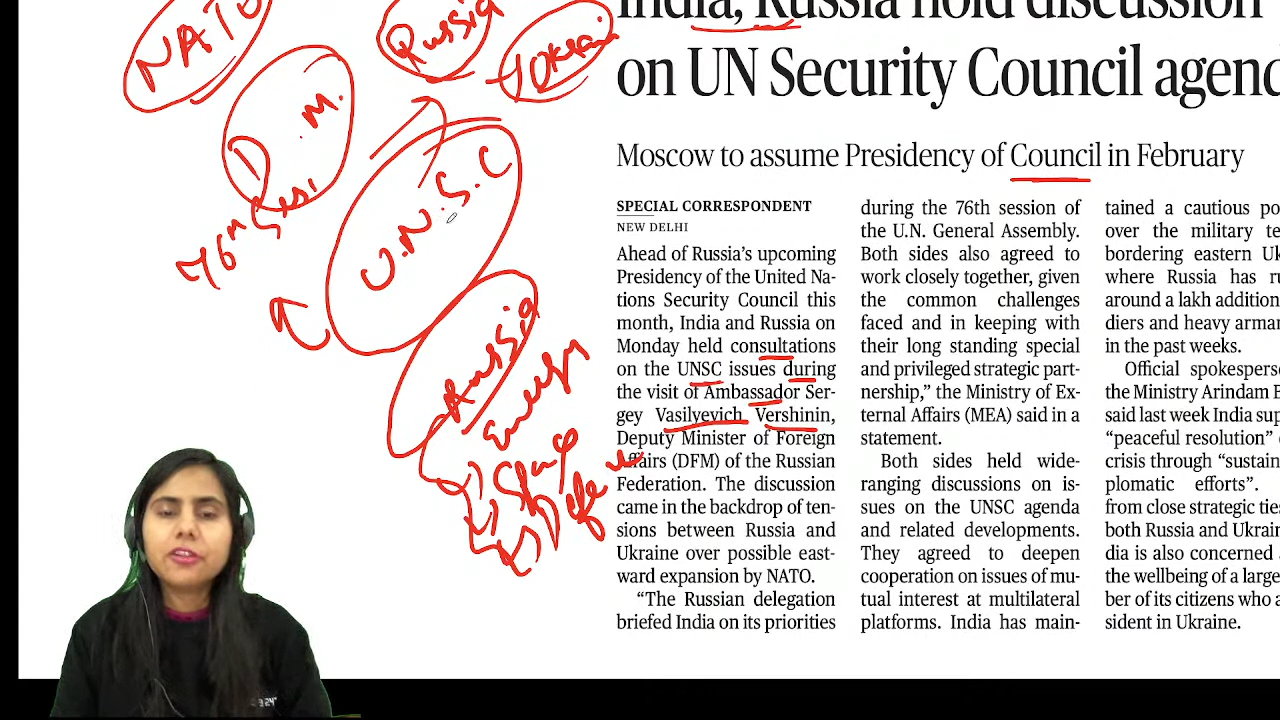 India, Russia hold discussion
on UN Security Council agenc
Moscow to assume Presidency of Council in February
SPECIAL CORRESPONDENT
NEW DELHI
Ahead of Russia's upcoming
Presidency of the United Na-
tions Security Council this
month, India and Russia on
Monday held consultations
on the UNSC issues during
the visit of Ambassador Ser-
gey Vasilyevich Vershinin,
Deputy Minister of Foreign
Affairs (DFM) of the Russian
Federation. The discussion
came in the backdrop of ten-
sions between Russia and
Ukraine over possible east-
ward expansion by NATO.
"The Russian delegation
briefed India on its priorities
during the 76th session of
the U.N. General Assembly.
Both sides also agreed to
work closely together, given
the common challenges
faced and in keeping with
their long standing special
and privileged strategic part-
nership," the Ministry of Ex-
ternal Affairs (MEA) said in a
statement.
Both sides held wide-
ranging discussions on is-
sues on the UNSC agenda
and related developments.
They agreed to deepen
cooperation on issues of mu-
tual interest at multilateral
platforms. India has main-
tained a cautious po
over the military te
bordering eastern Uk
where Russia has ru
around a lakh addition
diers and heavy armar
in the past weeks.
Official spokesperso
the Ministry Arindam B
said last week India sup
"peaceful resolution" o
crisis through "sustain
plomatic efforts".
from close strategic ties
both Russia and Ukrain
dia is also concerned
the wellbeing of a large
ber of its citizens who a
sident in Ukraine.
NATO
Russia
D.M.
76th Sesi
U.N.S.C
Russia
Energy
Space
Defence